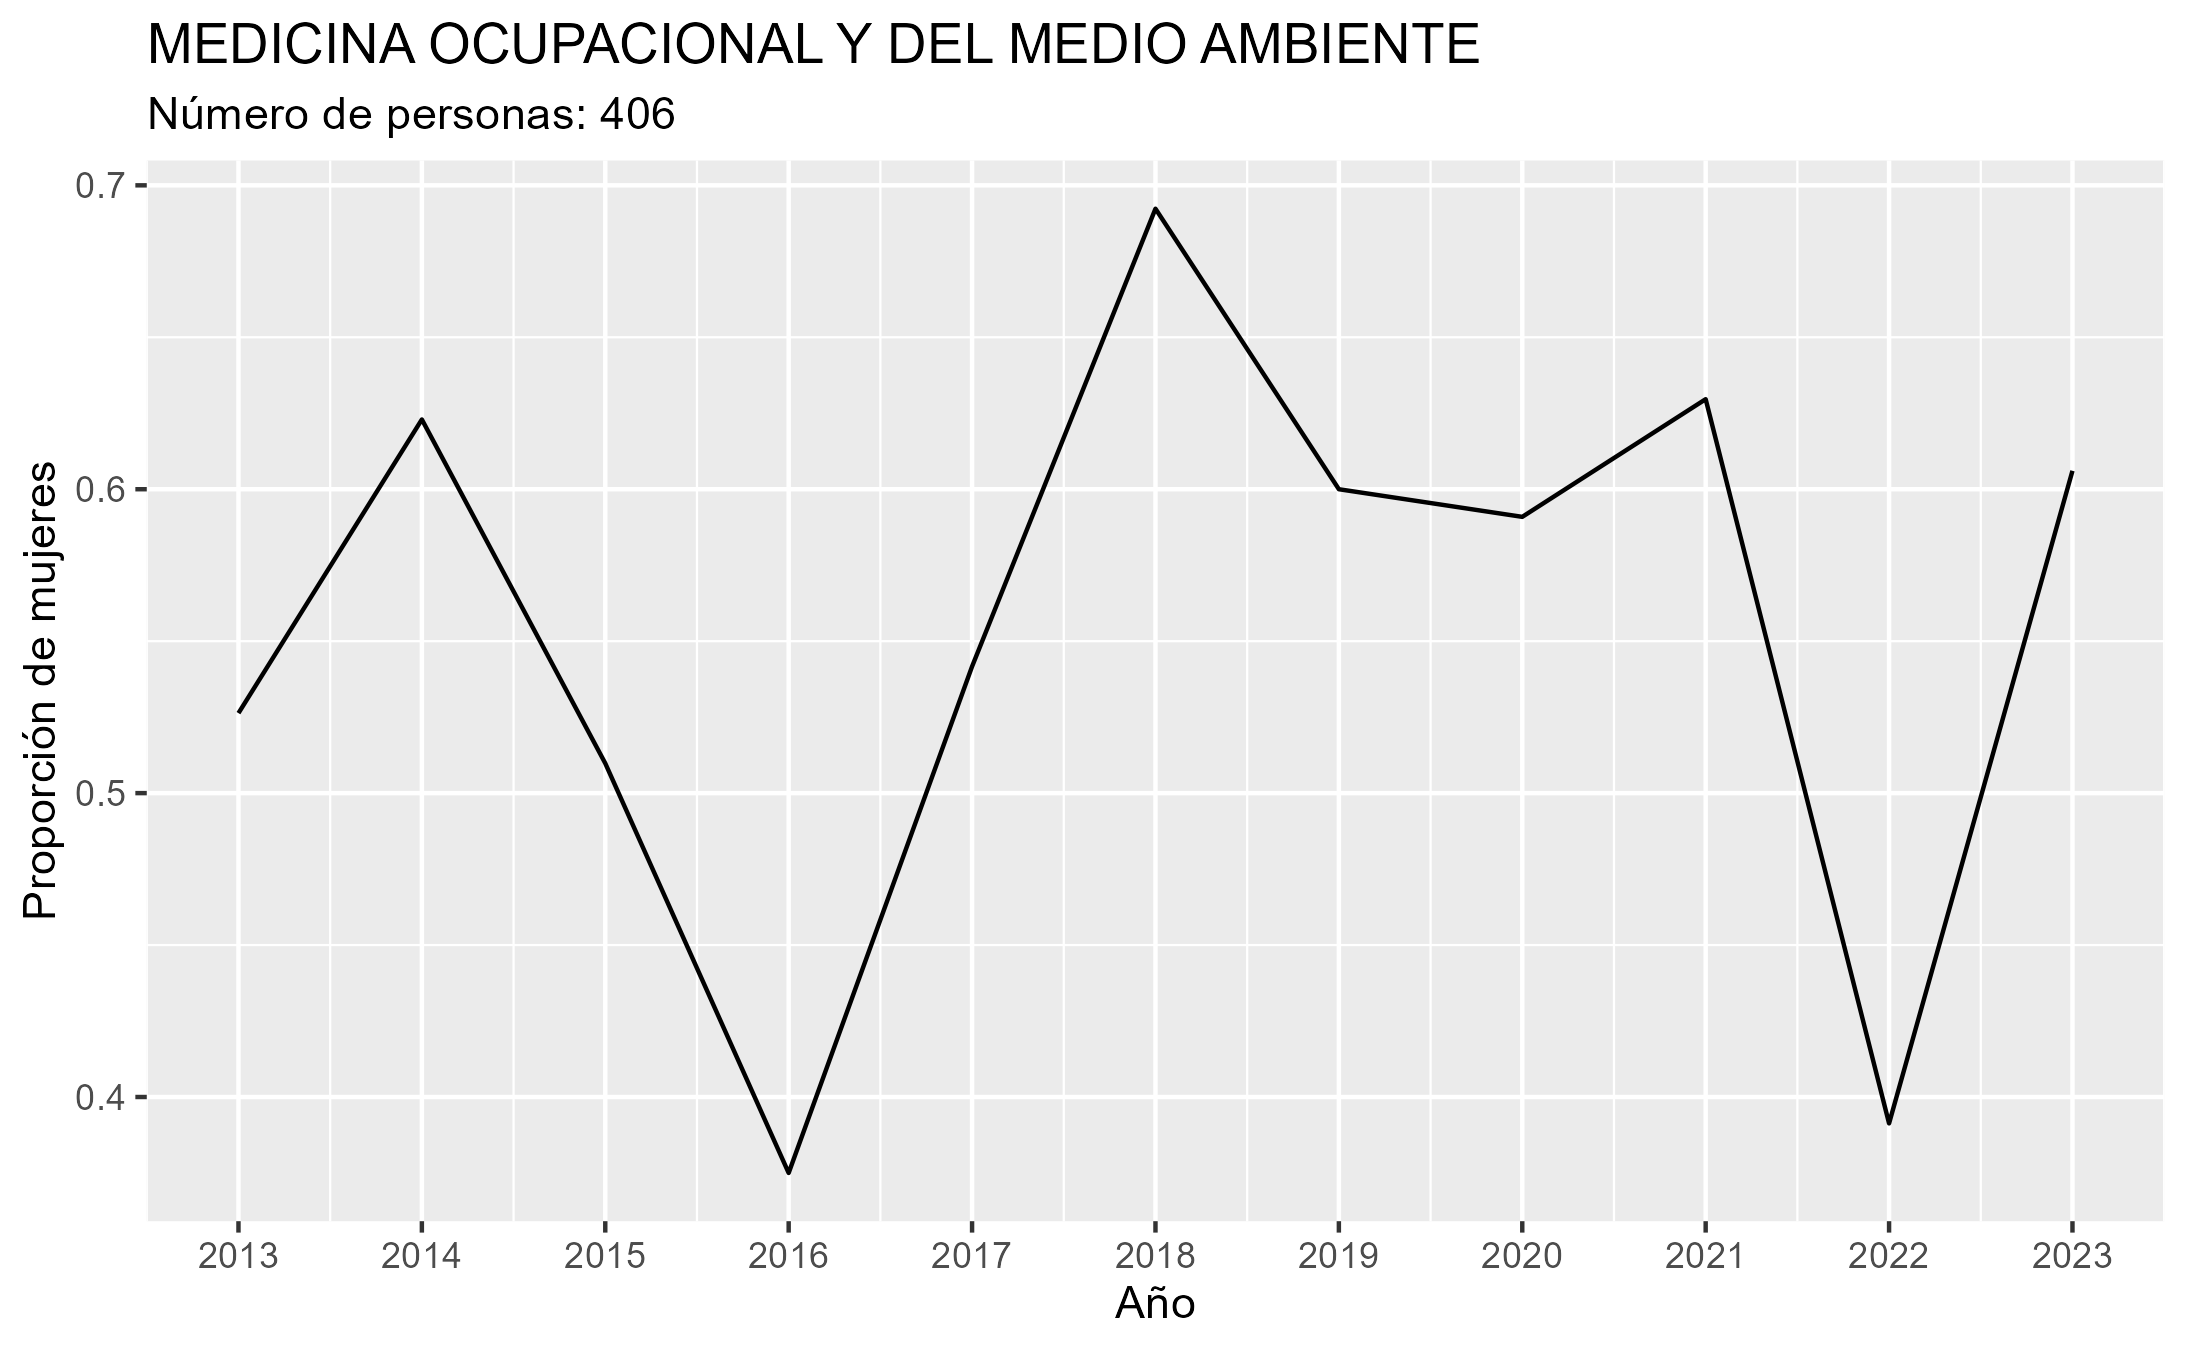 MEDICINA OCUPACIONAL Y DEL MEDIO AMBIENTE
Número de personas: 406
Proporción de mujeres
0.7
0.6
0.5
0.4
2013 2014 2015 2016 2017 2018 2019 2020 2021 2022 2023
Año